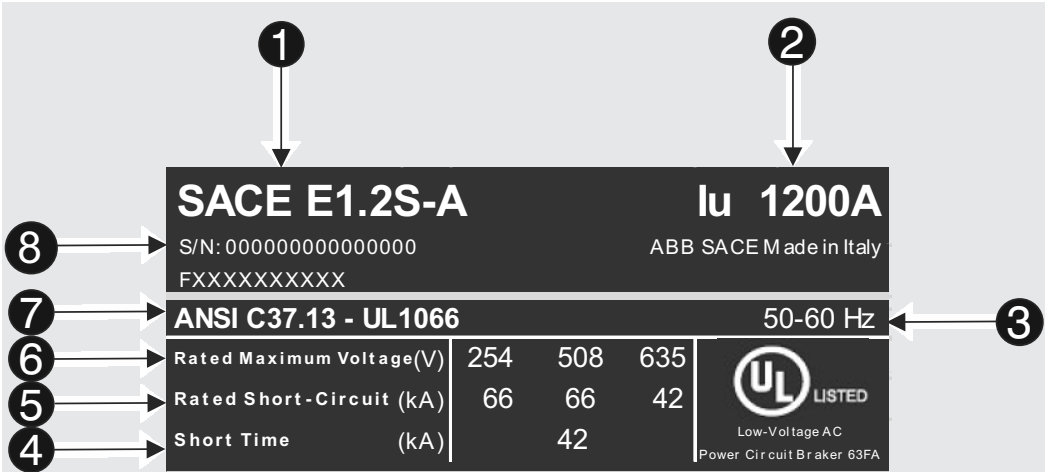 1 2
SACE E1.2S-A Iu 1200A
8 S/N: 000000000000000 ABB SACE Made in Italy
FXXXXXXXXXX
7 ANSI C37.13 - UL1066 50-60 Hz 3
6 Rated Maximum Voltage (V) 254 508 635
5 Rated Short-Circuit (kA) 66 66 42
4 Short Time (kA) 42
UL LISTED
Low-Voltage AC
Power Circuit Braker 63FA